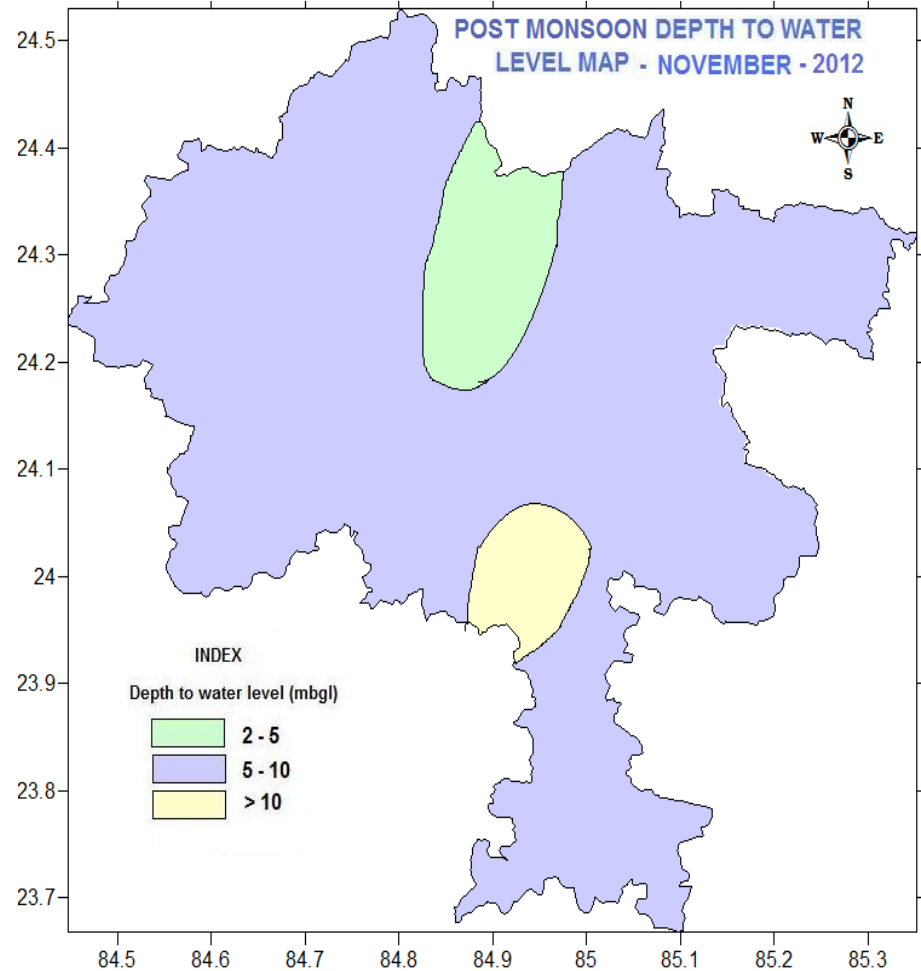 POST MONSOON DEPTH TO WATER
LEVEL MAP - NOVEMBER - 2012
N
W E
S
24.5
24.4
24.3
24.2
24.1
24
23.9
23.8
23.7
INDEX
Depth to water level (mbgl)
2 - 5
5 - 10
> 10
84.5 84.6 84.7 84.8 84.9 85 85.1 85.2 85.3